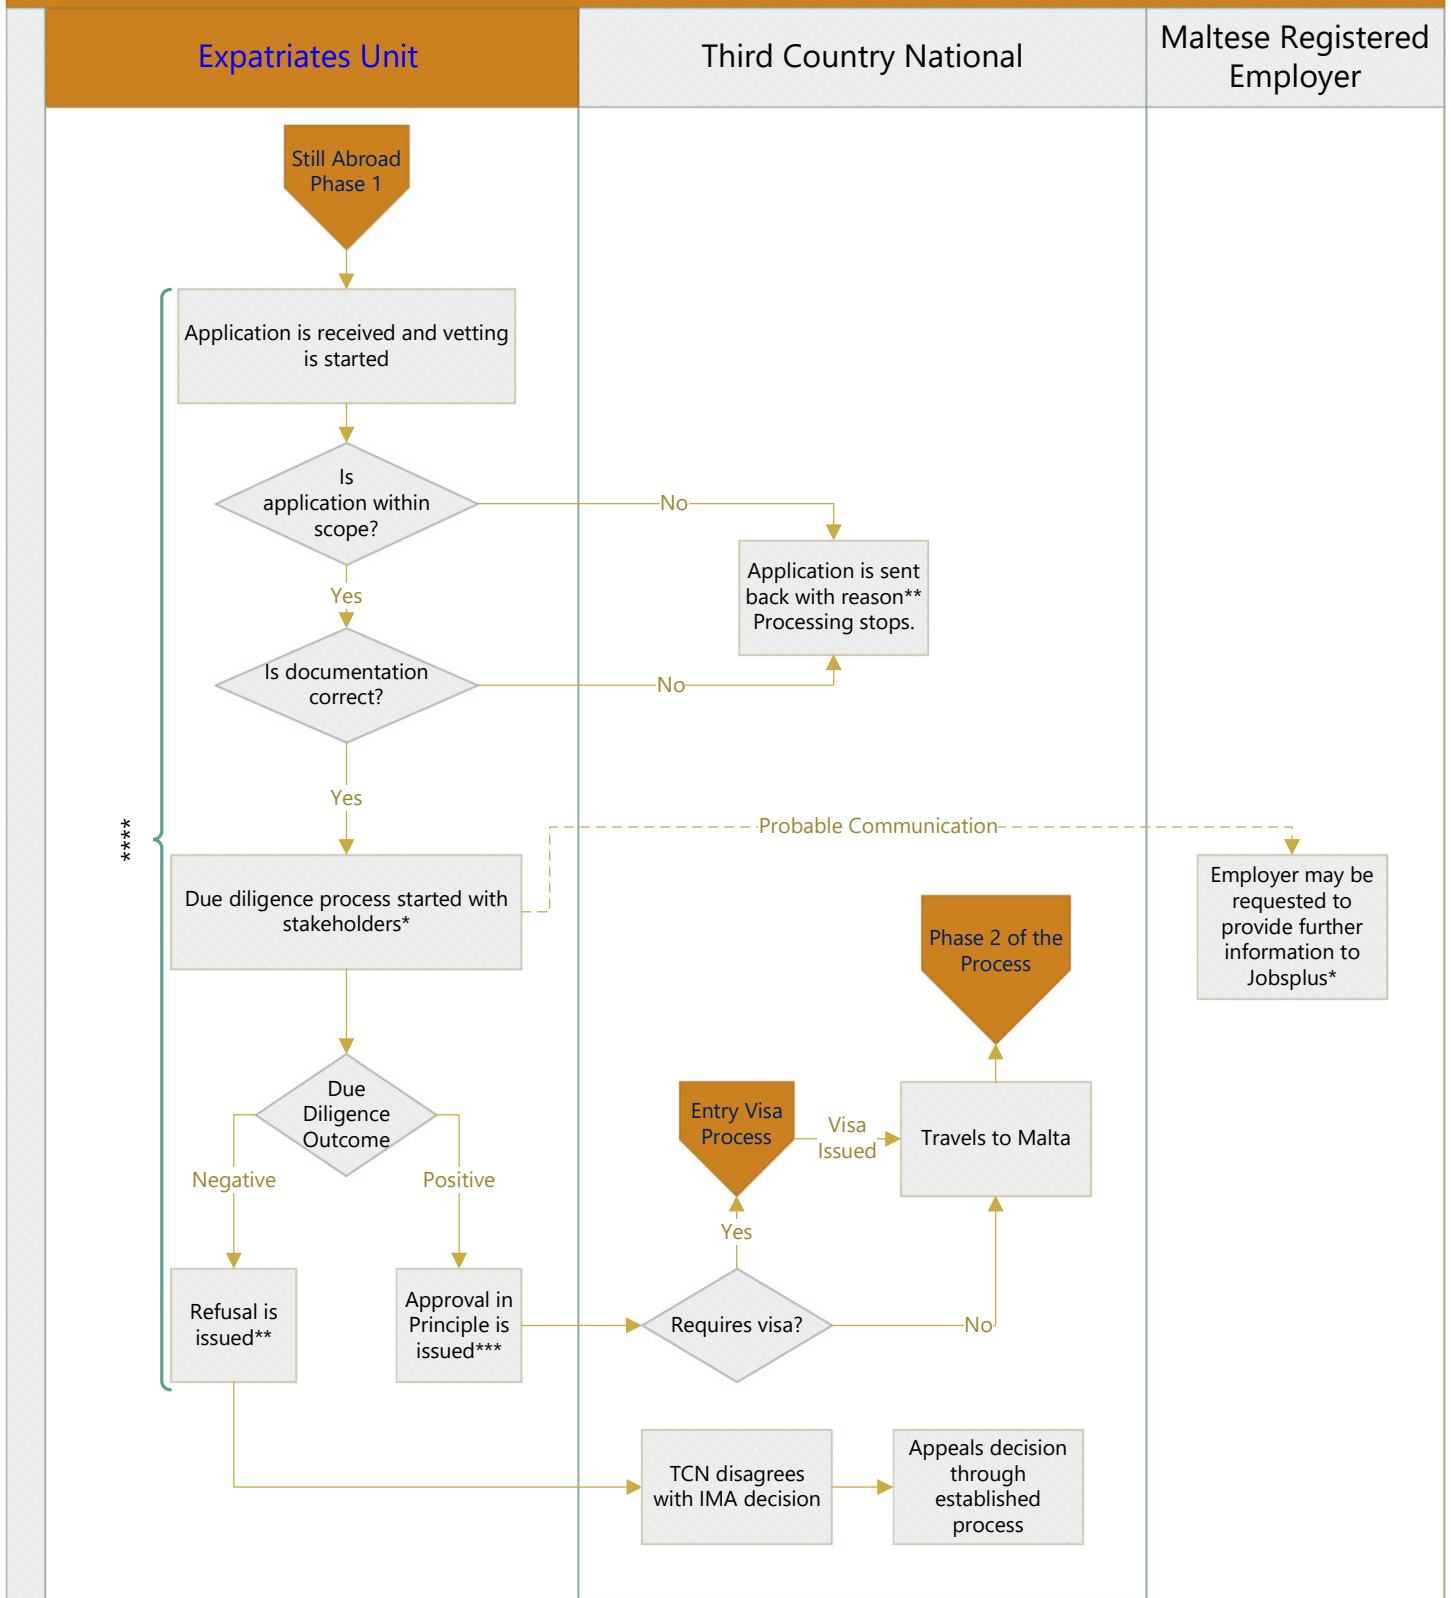 Expatriates Unit
Third Country National
Maltese Registered
Employer
Still Abroad
Phase 1
Application is received and vetting
is started
Is
application within
scope?
No
Application is sent
back with reason**
Processing stops.
Yes
Is documentation
correct?
No
Yes
****
Probable Communication
Due diligence process started with
stakeholders*
Employer may be
requested to
provide further
information to
Jobsplus*
Phase 2 of the
Process
Due
Diligence
Outcome
Negative
Positive
Entry Visa
Process
Visa
Issued
Travels to Malta
Yes
Refusal is
issued**
Approval in
Principle is
issued***
Requires visa?
No
TCN disagrees
with IMA decision
Appeals decision
through
established
process